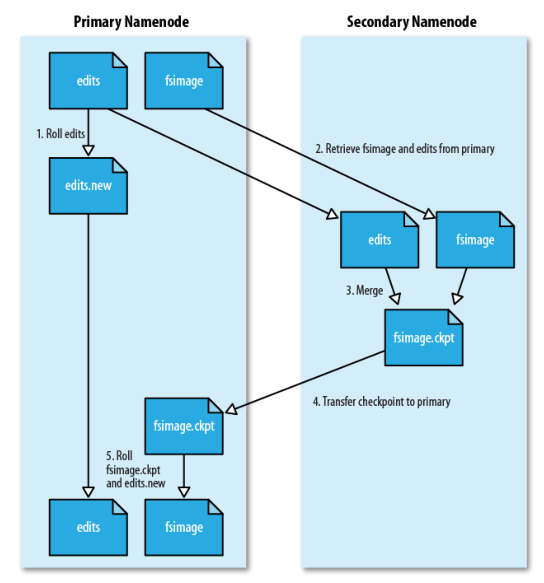 Primary Namenode
Secondary Namenode
edits
fsimage
1. Roll edits
2. Retrieve fsimage and edits from primary
edits.new
edits
fsimage
3. Merge
fsimage.ckpt
4. Transfer checkpoint to primary
fsimage.ckpt
5. Roll
fsimage.ckpt
and edits.new
edits
fsimage